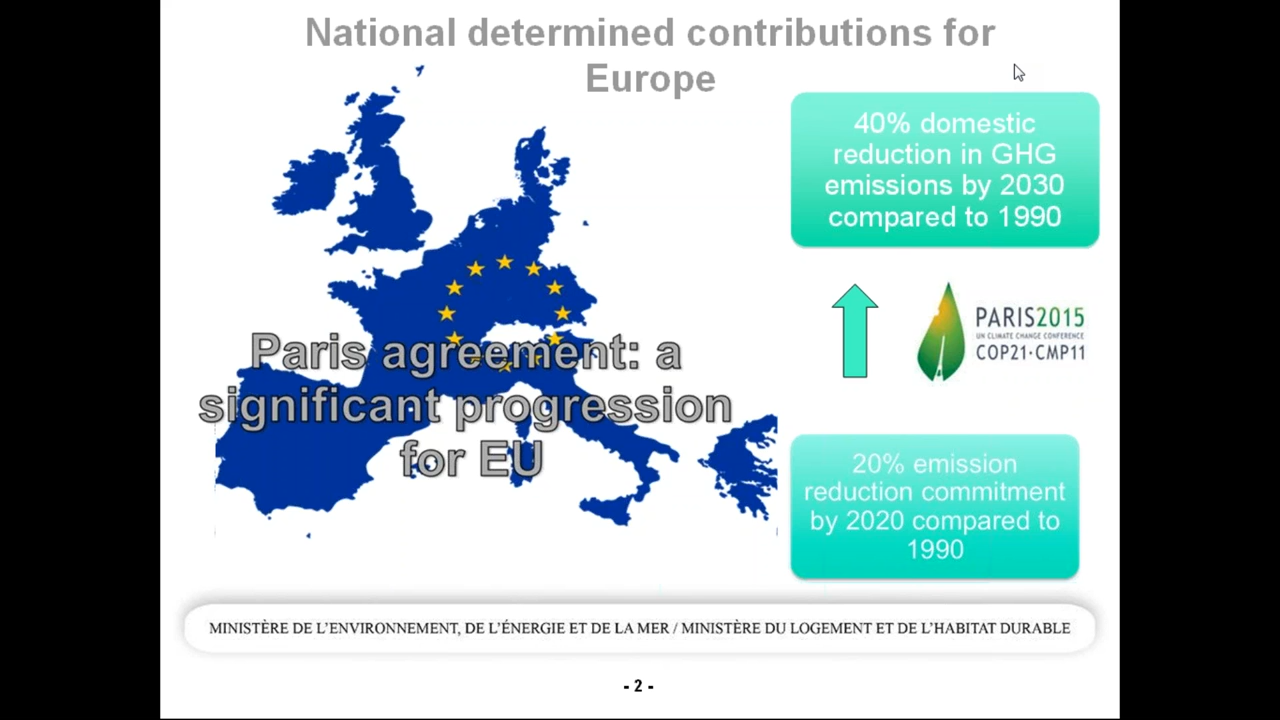 National determined contributions for
Europe
40% domestic
reduction in GHG
emissions by 2030
compared to 1990
Paris agreement: a
significant progression
for EU
PARIS2015
UN CLIMATE CHANGE CONFERENCE
COP21·CMP11
20% emission
reduction commitment
by 2020 compared to
1990
MINISTÈRE DE L'ENVIRONNEMENT, DE L'ÉNERGIE ET DE LA MER / MINISTÈRE DU LOGEMENT ET DE L'HABITAT DURABLE
- 2 -